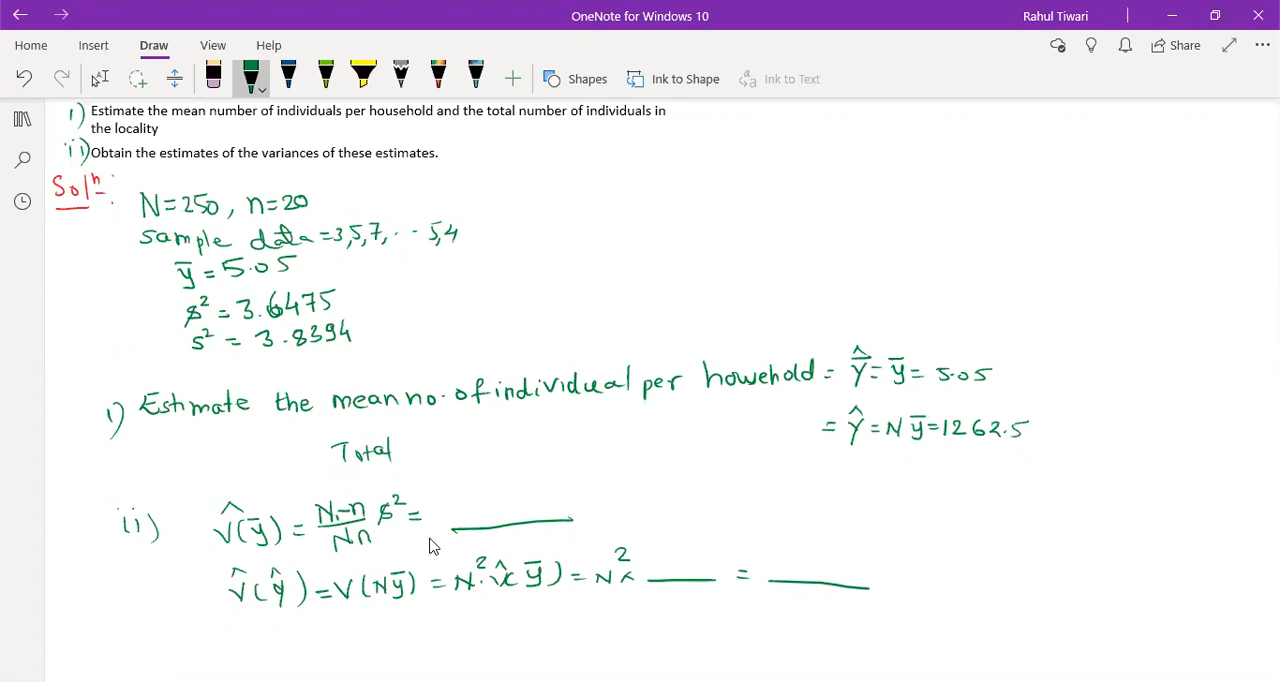 OneNote for Windows 10
Rahul Tiwari
Home Insert Draw View Help
Share
Shapes Ink to Shape Ink to Text
i) Estimate the mean number of individuals per household and the total number of individuals in
the locality
ii) Obtain the estimates of the variances of these estimates.
Solⁿ:
N=250, n=20
sample data =3,5,7, .. 5,4
ȳ = 5.05
s² = 3.6475
s² = 3.8394
i) Estimate the mean no. of individual per howehold = Ȳ̂ = ȳ = 5.05
Total = Ŷ = N ȳ = 1262.5
ii) V̂(ȳ) = N-n/Nn s² = ____
V̂(Ŷ) = V(Nȳ) = N².V̂(ȳ) = N² × ____ = ____